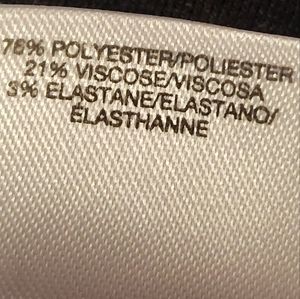 76% POLYESTER/POLIESTER
21% VISCOSE/VISCOSA
3% ELASTANE/ELASTANO/
ÉLASTHANNE